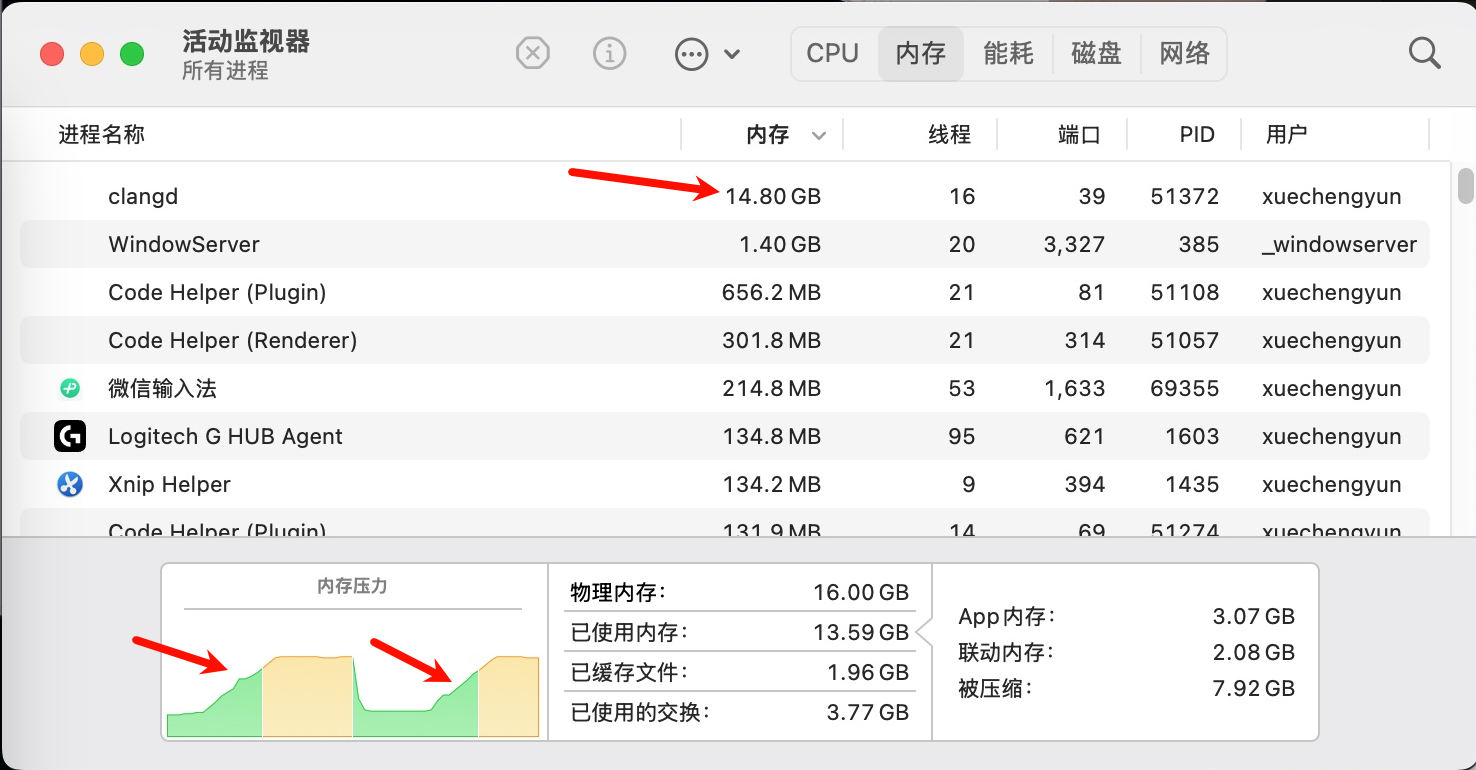 活动监视器
所有进程
CPU 内存 能耗 磁盘 网络
进程名称 内存 线程 端口 PID 用户
clangd 14.80 GB 16 39 51372 xuechengyun
WindowServer 1.40 GB 20 3,327 385 _windowserver
Code Helper (Plugin) 656.2 MB 21 81 51108 xuechengyun
Code Helper (Renderer) 301.8 MB 21 314 51057 xuechengyun
微信输入法 214.8 MB 53 1,633 69355 xuechengyun
Logitech G HUB Agent 134.8 MB 95 621 1603 xuechengyun
Xnip Helper 134.2 MB 9 394 1435 xuechengyun
Code Helper (Plugin) 131.9 MB 14 69 51274 xuechengyun
内存压力
物理内存: 16.00 GB
已使用内存: 13.59 GB
已缓存文件: 1.96 GB
已使用的交换: 3.77 GB
App内存: 3.07 GB
联动内存: 2.08 GB
被压缩: 7.92 GB